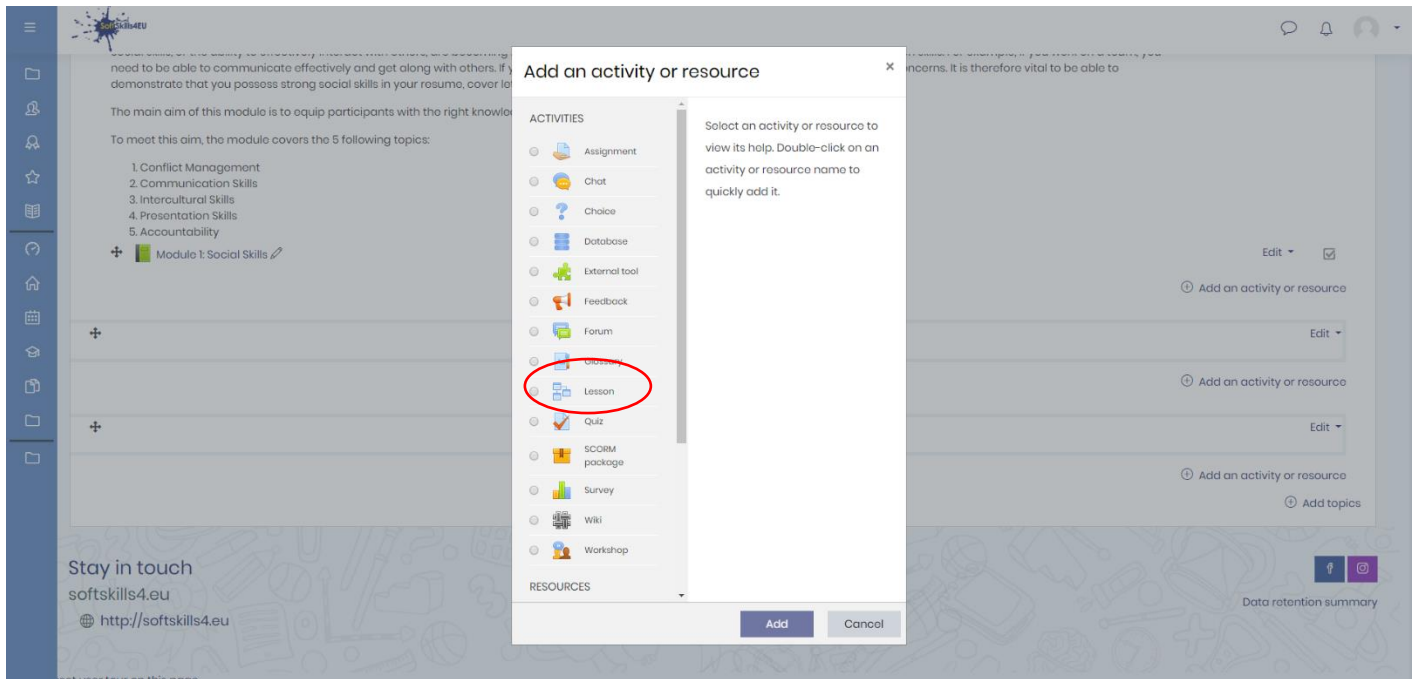 SoftSkills4EU
need to be able to communicate effectively and get along with others. If y
ncerns. It is therefore vital to be able to
demonstrate that you possess strong social skills in your resume, cover le
The main aim of this module is to equip participants with the right knowle
To meet this aim, the module covers the 5 following topics:
1. Conflict Management
2. Communication Skills
3. Intercultural Skills
4. Presentation Skills
5. Accountability
Module 1: Social Skills
Edit
Add an activity or resource
Edit
Add an activity or resource
Edit
Add an activity or resource
Add topics
Add an activity or resource
×
ACTIVITIES
Assignment
Chat
Choice
Database
External tool
Feedback
Forum
Glossary
Lesson
Quiz
SCORM
package
Survey
Wiki
Workshop
RESOURCES
Select an activity or resource to
view its help. Double-click on an
activity or resource name to
quickly add it.
Add
Cancel
Stay in touch
softskills4.eu
http://softskills4.eu
Data retention summary